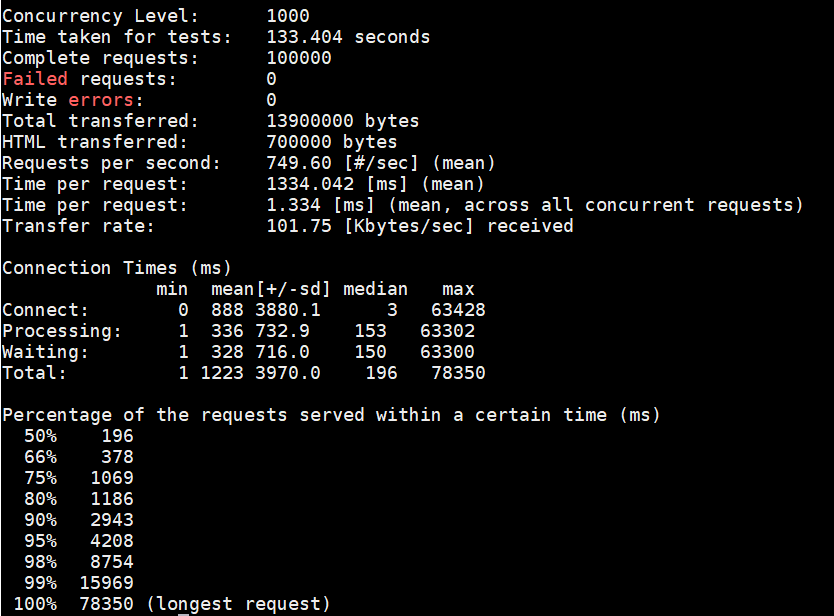 Concurrency Level:      1000
Time taken for tests:   133.404 seconds
Complete requests:      100000
Failed requests:        0
Write errors:           0
Total transferred:      13900000 bytes
HTML transferred:       700000 bytes
Requests per second:    749.60 [#/sec] (mean)
Time per request:       1334.042 [ms] (mean)
Time per request:       1.334 [ms] (mean, across all concurrent requests)
Transfer rate:          101.75 [Kbytes/sec] received
Connection Times (ms)
              min  mean[+/-sd] median   max
Connect:        0  888 3880.1      3   63428
Processing:     1  336 732.9    153   63302
Waiting:        1  328 716.0    150   63300
Total:          1 1223 3970.0    196   78350
Percentage of the requests served within a certain time (ms)
  50%    196
  66%    378
  75%   1069
  80%   1186
  90%   2943
  95%   4208
  98%   8754
  99%  15969
 100%  78350 (longest request)